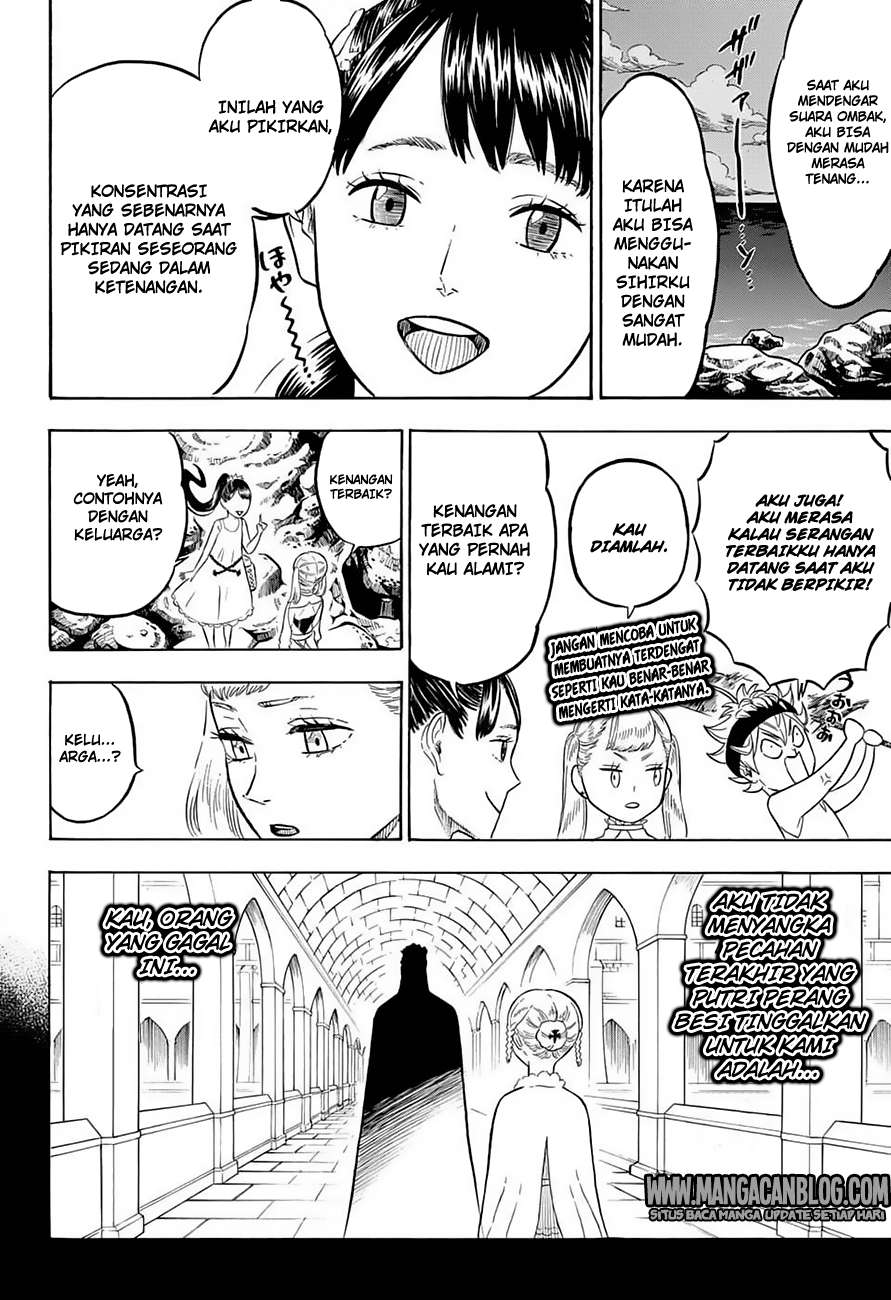 SAAT AKU
MENDENGAR
SUARA OMBAK,
AKU BISA
DENGAN MUDAH
MERASA
TENANG...
ザザーン
KARENA
ITULAH
AKU BISA
MENGGU-
NAKAN
SIHIRKU
DENGAN
SANGAT
MUDAH.
INILAH YANG
AKU PIKIRKAN,
KONSENTRASI
YANG SEBENARNYA
HANYA DATANG SAAT
PIKIRAN SESEORANG
SEDANG DALAM
KETENANGAN.
ほやく～
AKU JUGA!
AKU MERASA
KALAU SERANGAN
TERBAIKKU HANYA
DATANG SAAT AKU
TIDAK BERPIKIR!
KAU
DIAMLAH.
JANGAN MENCOBA UNTUK
MEMBUATNYA TERDENGAT
SEPERTI KAU BENAR-BENAR
MENGERTI KATA-KATANYA.
KENANGAN
TERBAIK APA
YANG PERNAH
KAU ALAMI?
KENANGAN
TERBAIK?
YEAH,
CONTOHNYA
DENGAN
KELUARGA?
KELU...
ARGA...?
AKU TIDAK
MENYANGKA
PECAHAN
TERAKHIR YANG
PUTRI PERANG
BESI TINGGALKAN
UNTUK KAMI
ADALAH...
KAU, ORANG
YANG GAGAL
INI...
WWW.MANGACANBLOG.COM
SITUS BACA MANGA UPDATE SETIAP HARI